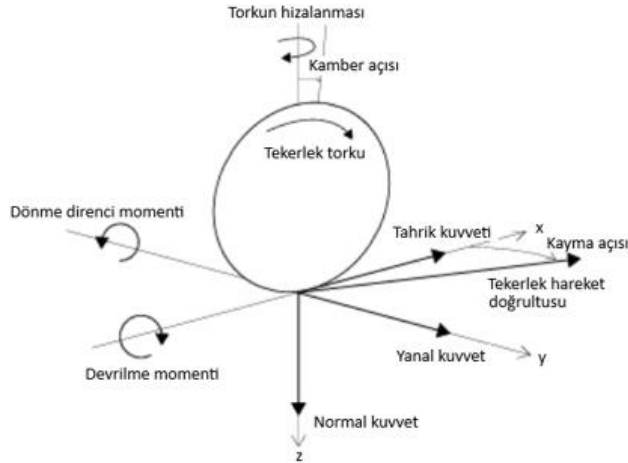 Torkun hizalanması
Kamber açısı
Tekerlek torku
Dönme direnci momenti
Tahrik kuvveti
x
Kayma açısı
Tekerlek hareket
doğrultusu
Devrilme momenti
Yanal kuvvet
y
Normal kuvvet
z